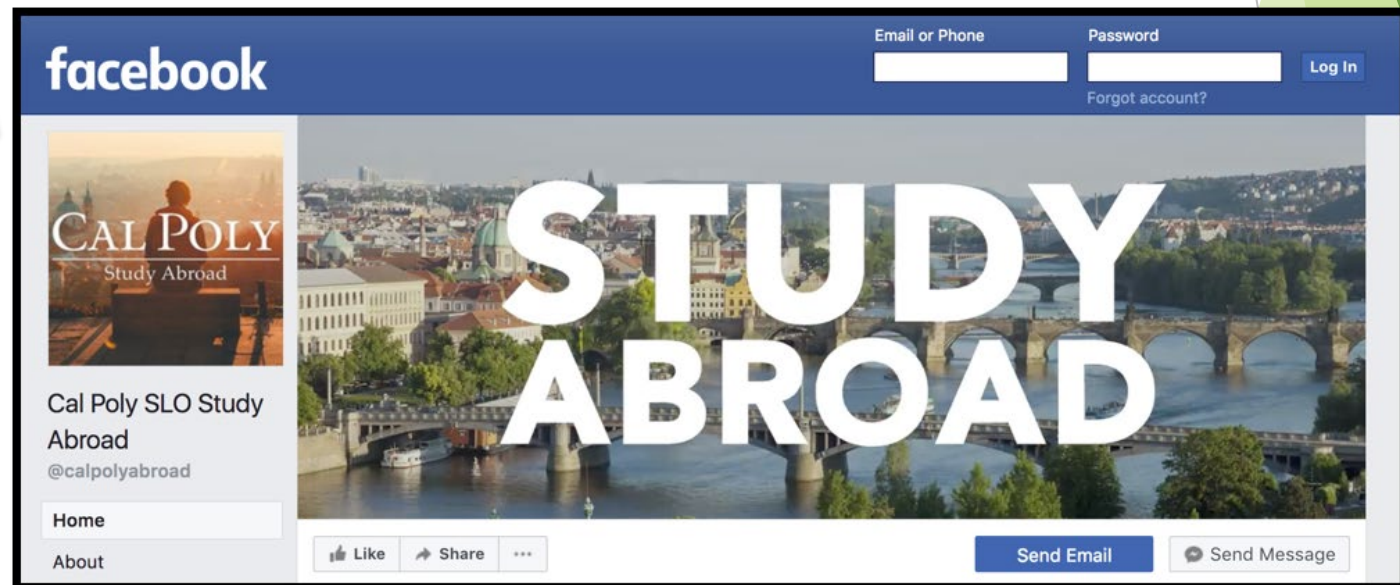 facebook
Email or Phone
Password
Log In
Forgot account?
CAL POLY
Study Abroad
STUDY
ABROAD
Cal Poly SLO Study
Abroad
@calpolyabroad
Home
About
Like
Share
...
Send Email
Send Message